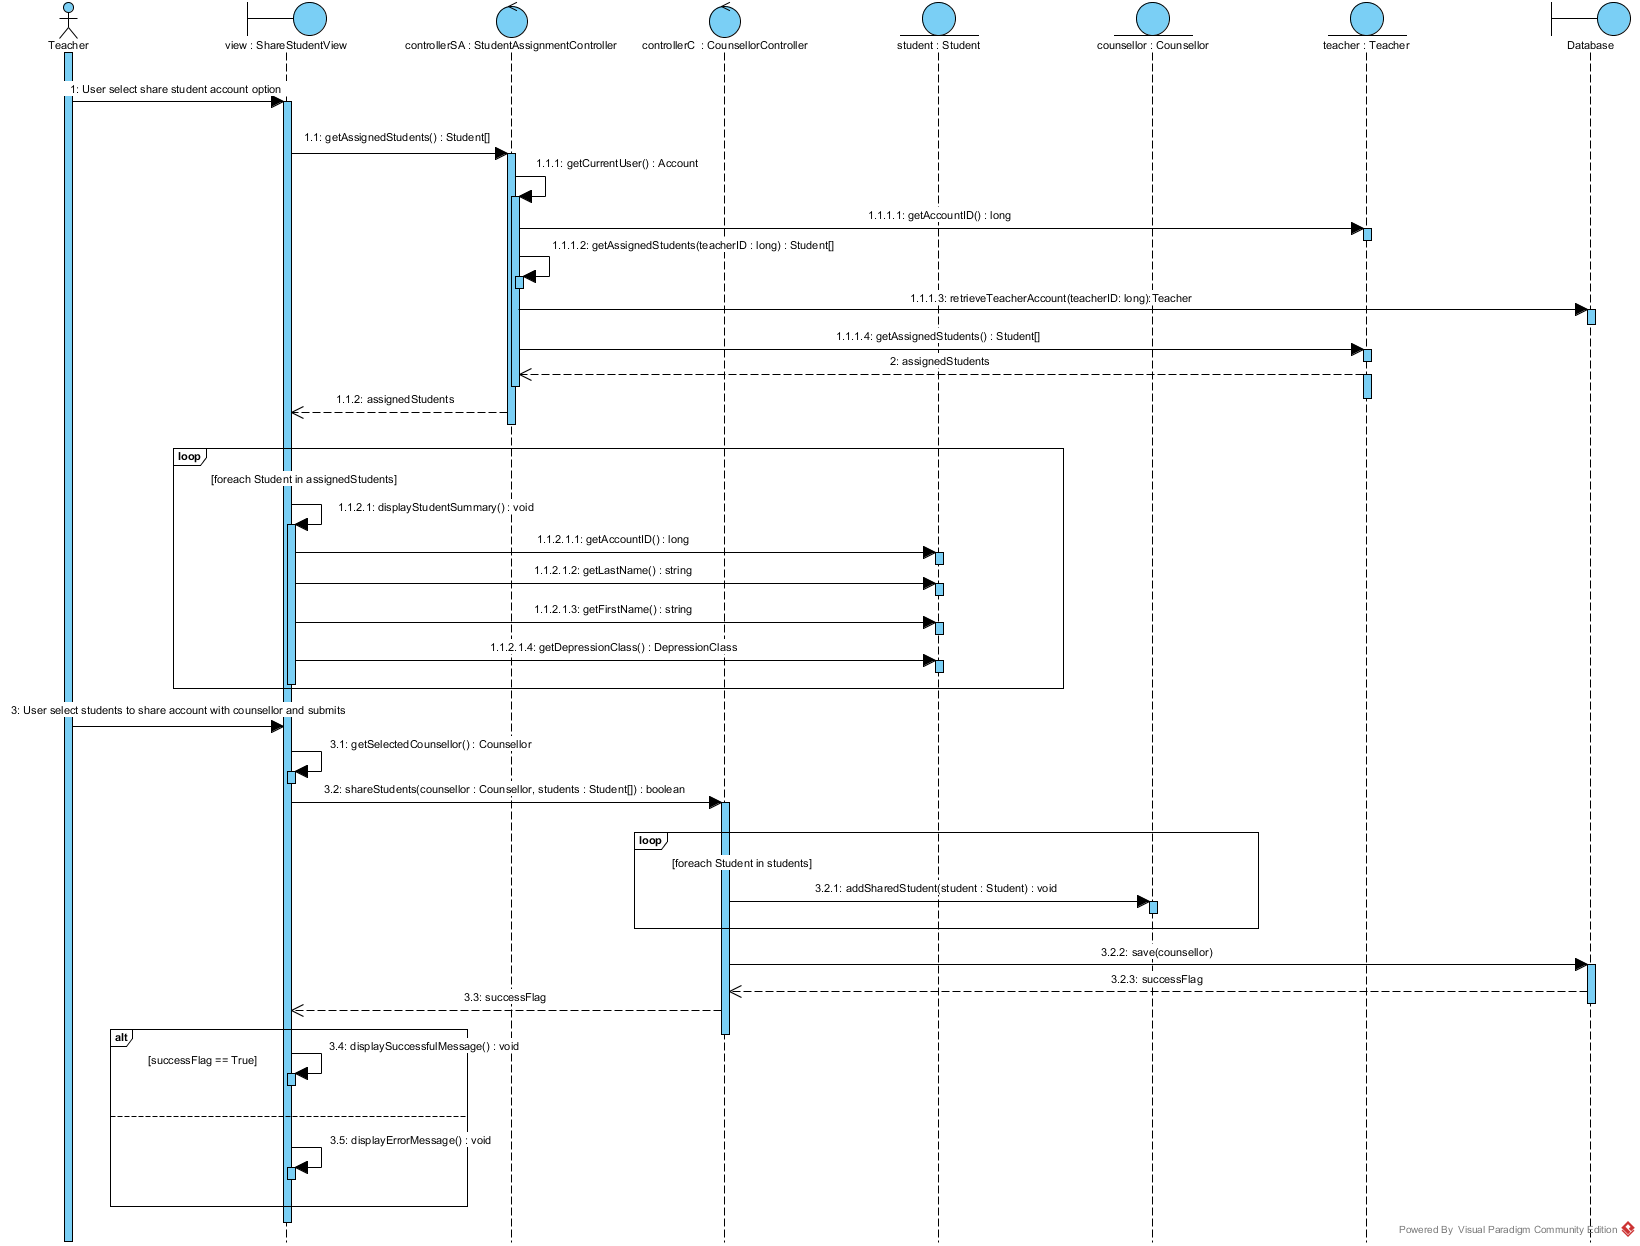 Teacher
view : ShareStudentView
controllerSA : StudentAssignmentController
controllerC : CounsellorController
student : Student
counsellor : Counsellor
teacher : Teacher
Database
1: User select share student account option
1.1: getAssignedStudents() : Student[]
1.1.1: getCurrentUser() : Account
1.1.1.1: getAccountID() : long
1.1.1.2: getAssignedStudents(teacherID : long) : Student[]
1.1.1.3: retrieveTeacherAccount(teacherID: long):Teacher
1.1.1.4: getAssignedStudents() : Student[]
2: assignedStudents
1.1.2: assignedStudents
loop
[foreach Student in assignedStudents]
1.1.2.1: displayStudentSummary() : void
1.1.2.1.1: getAccountID() : long
1.1.2.1.2: getLastName() : string
1.1.2.1.3: getFirstName() : string
1.1.2.1.4: getDepressionClass() : DepressionClass
3: User select students to share account with counsellor and submits
3.1: getSelectedCounsellor() : Counsellor
3.2: shareStudents(counsellor : Counsellor, students : Student[]) : boolean
loop
[foreach Student in students]
3.2.1: addSharedStudent(student : Student) : void
3.2.2: save(counsellor)
3.2.3: successFlag
3.3: successFlag
alt
[successFlag == True]
3.4: displaySuccessfulMessage() : void
3.5: displayErrorMessage() : void
Powered By Visual Paradigm Community Edition